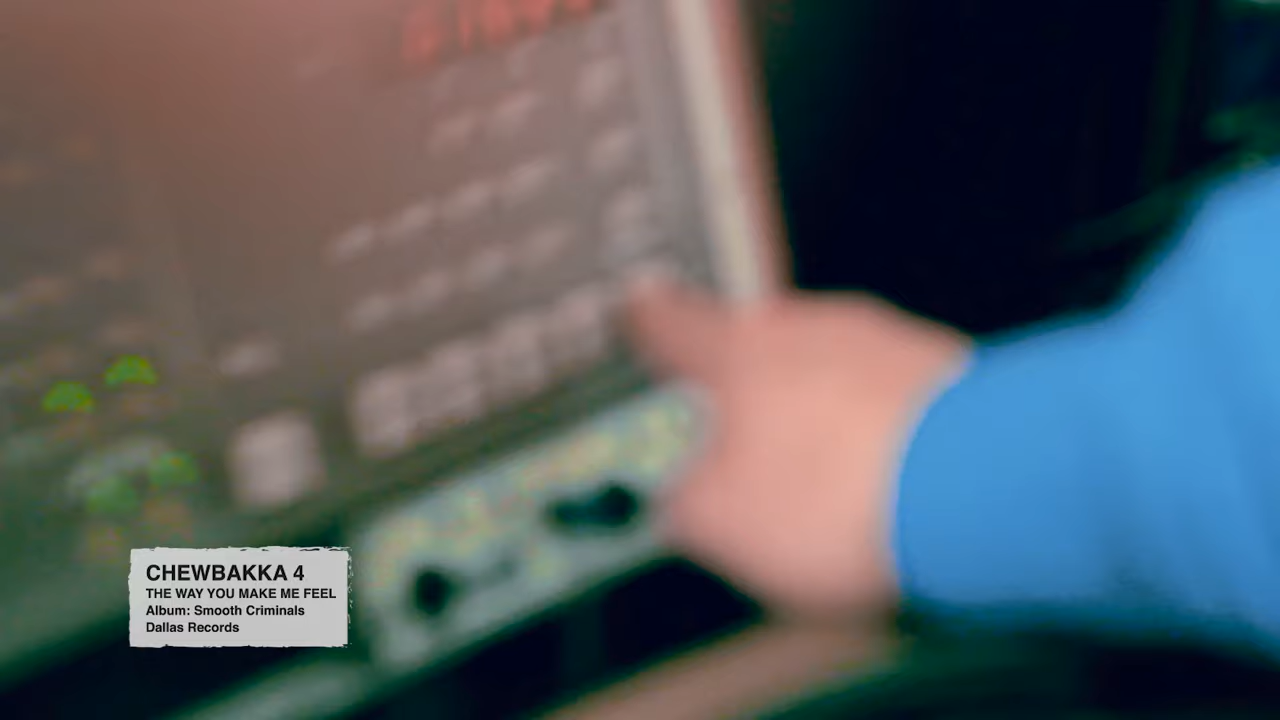 CHEWBAKKA 4
THE WAY YOU MAKE ME FEEL
Album: Smooth Criminals
Dallas Records